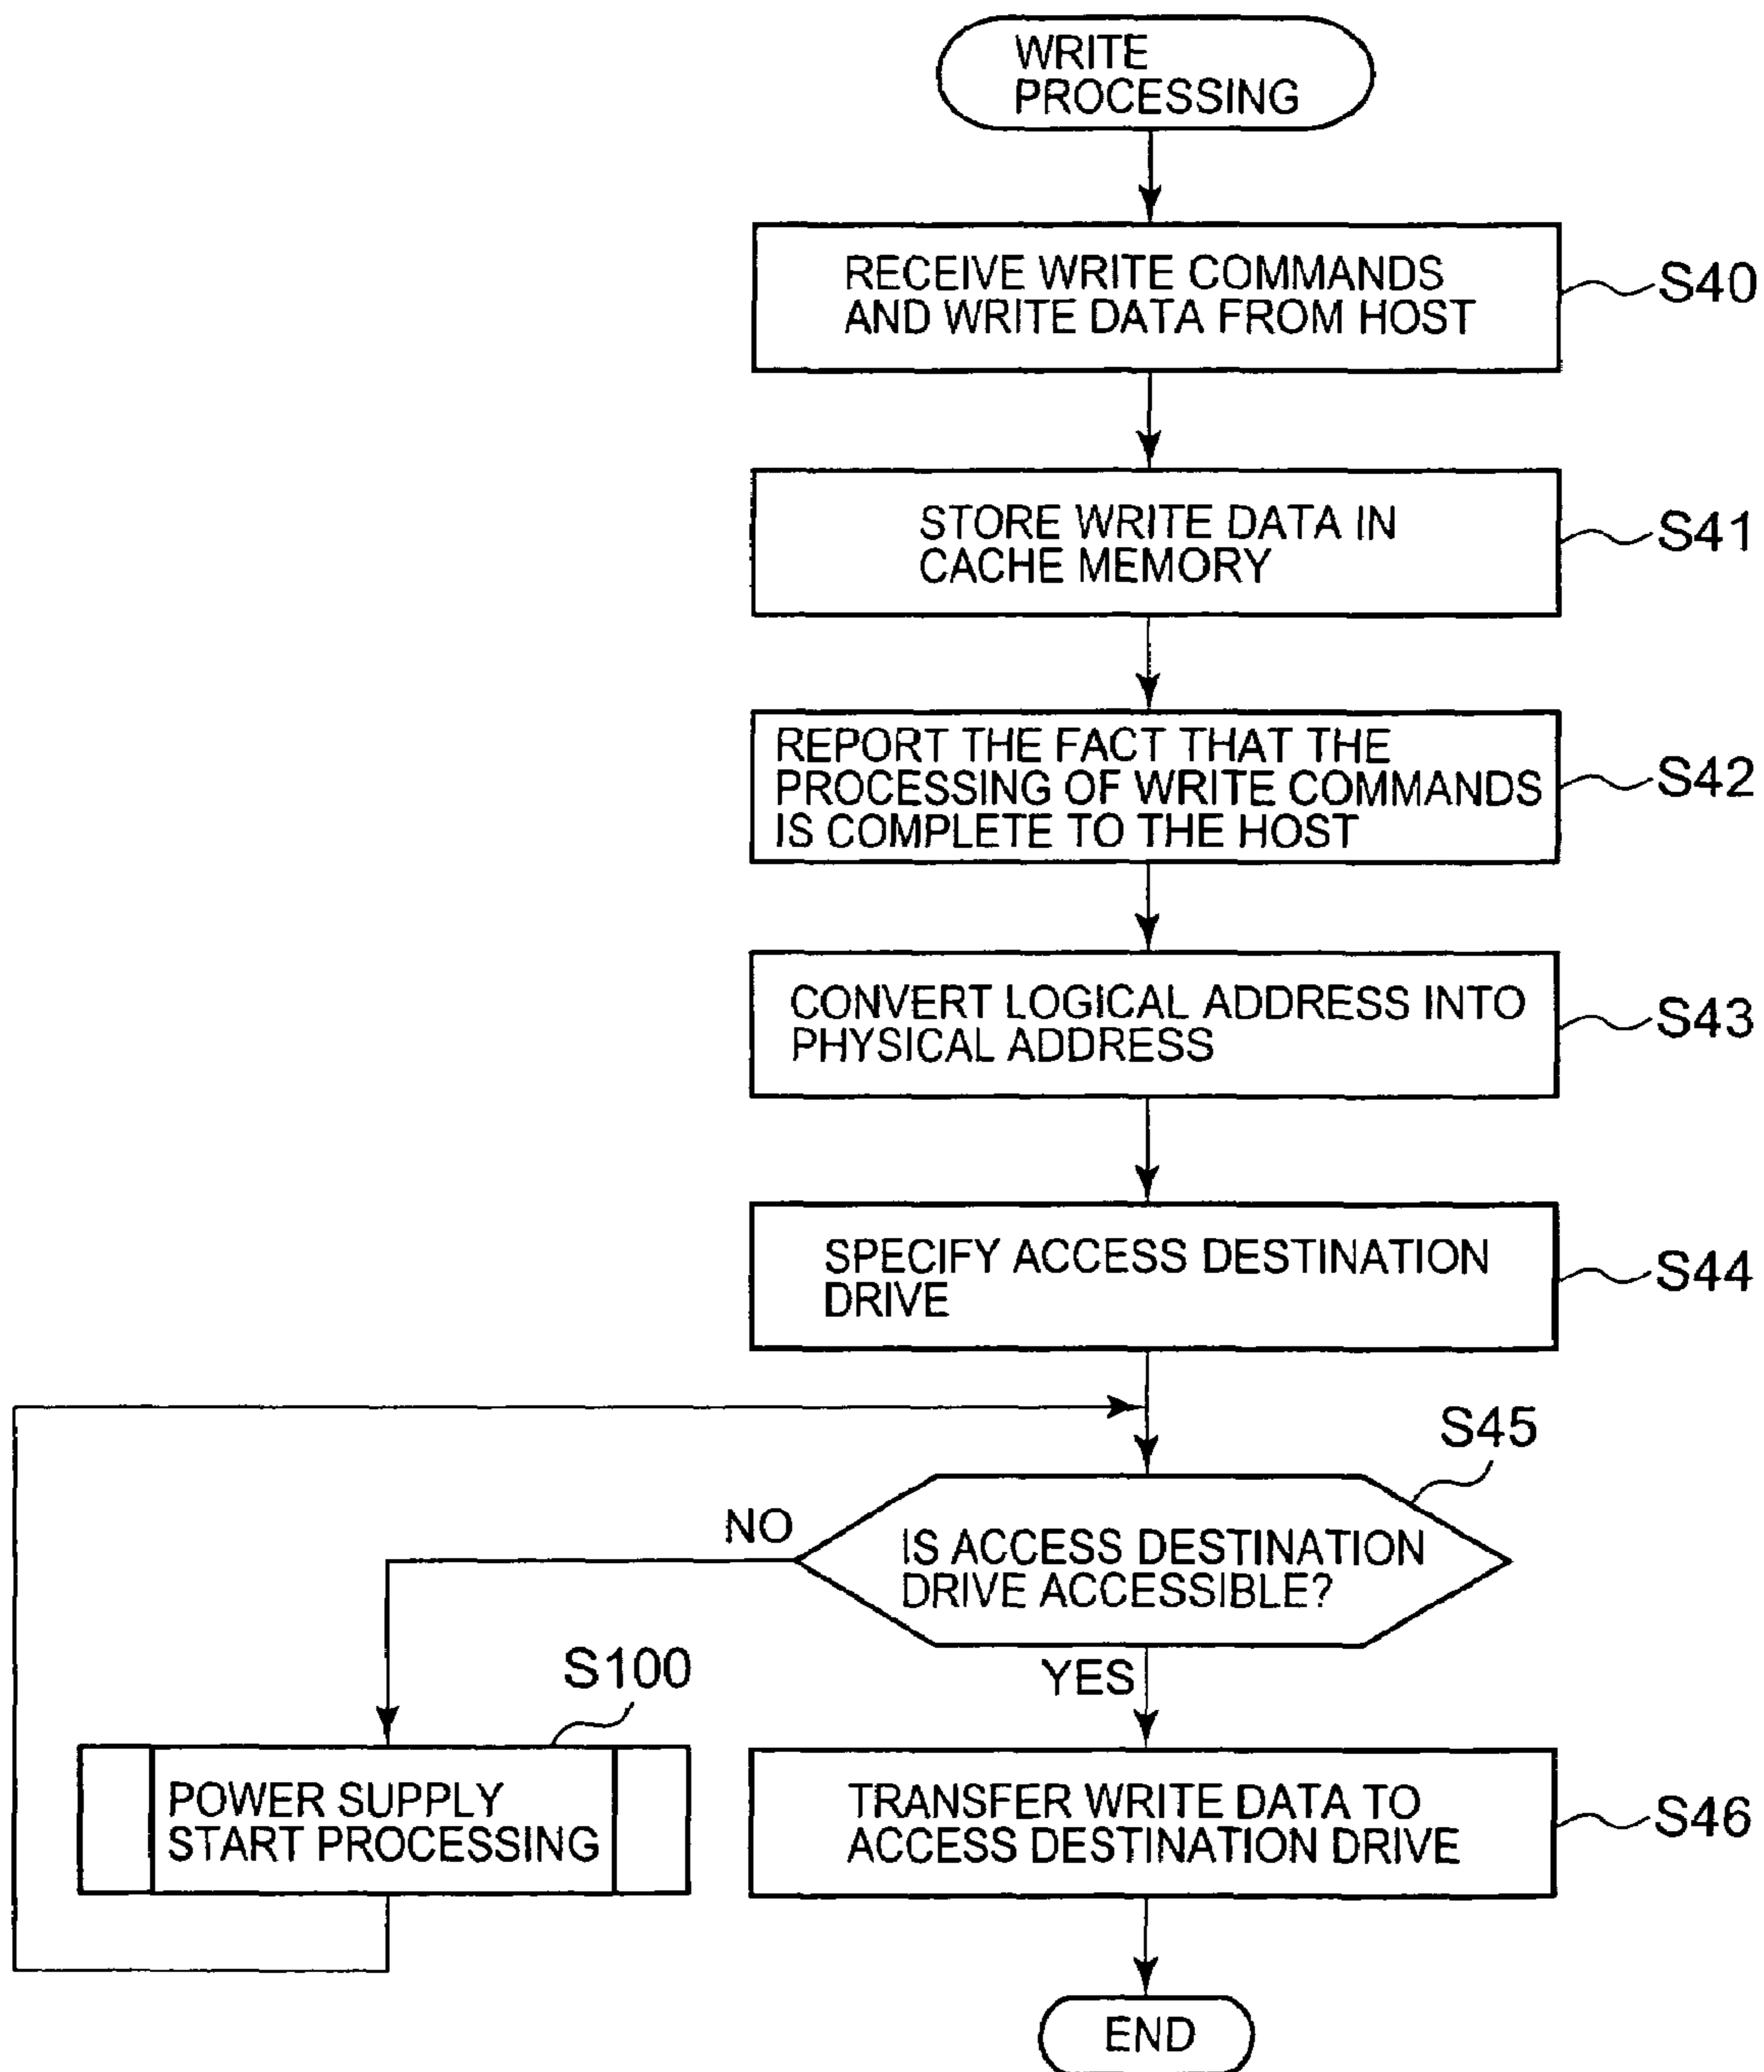 WRITE
PROCESSING
RECEIVE WRITE COMMANDS
AND WRITE DATA FROM HOST
S40
STORE WRITE DATA IN
CACHE MEMORY
S41
REPORT THE FACT THAT THE
PROCESSING OF WRITE COMMANDS
IS COMPLETE TO THE HOST
S42
CONVERT LOGICAL ADDRESS INTO
PHYSICAL ADDRESS
S43
SPECIFY ACCESS DESTINATION
DRIVE
S44
S45
NO
IS ACCESS DESTINATION
DRIVE ACCESSIBLE?
YES
S100
POWER SUPPLY
START PROCESSING
TRANSFER WRITE DATA TO
ACCESS DESTINATION DRIVE
S46
END